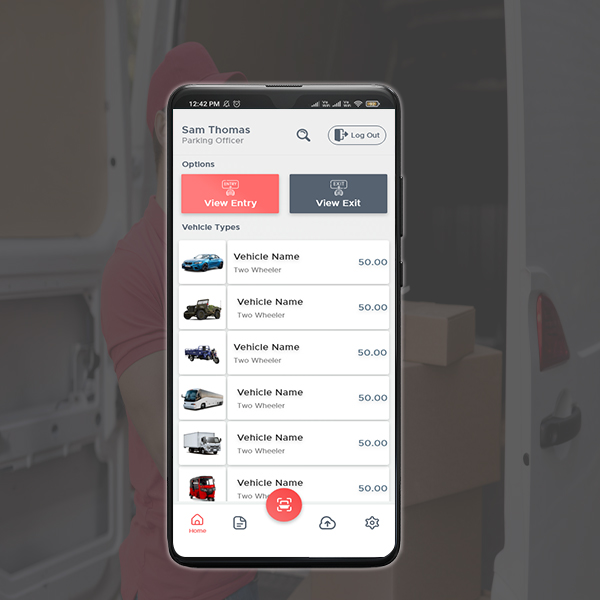 12:42 PM
Sam Thomas
Parking Officer
Log Out
Options
ENTRY
View Entry
EXIT
View Exit
Vehicle Types
Vehicle Name
Two Wheeler
50.00
Vehicle Name
Two Wheeler
50.00
Vehicle Name
Two Wheeler
50.00
Vehicle Name
Two Wheeler
50.00
Vehicle Name
Two Wheeler
50.00
Vehicle Name
Two Whe
50.00
Home